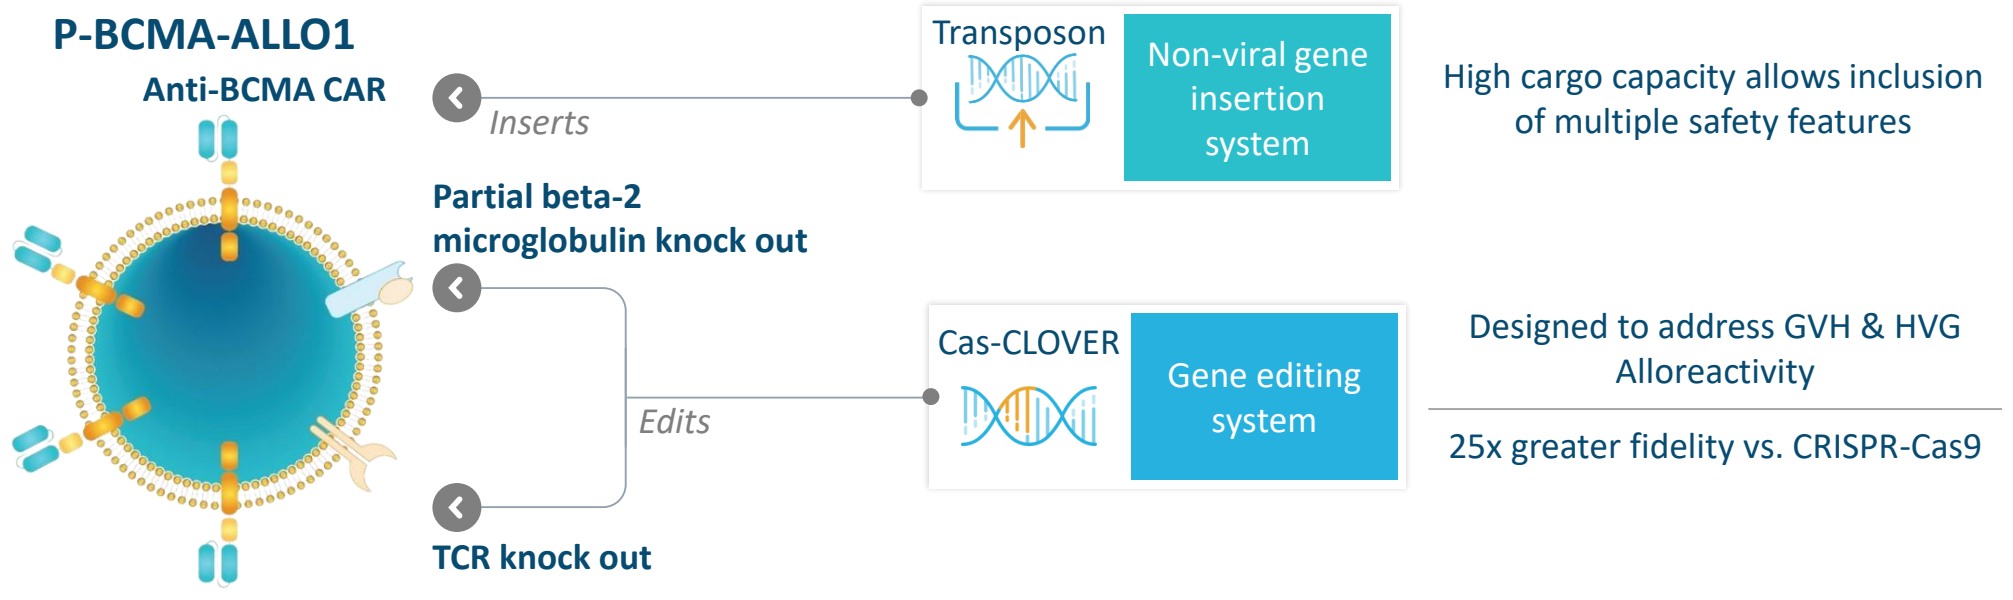 P-BCMA-ALLO1
Anti-BCMA CAR
Inserts
Transposon
Non-viral gene
insertion
system
High cargo capacity allows inclusion
of multiple safety features
Partial beta-2
microglobulin knock out
Edits
TCR knock out
Cas-CLOVER
Gene editing
system
Designed to address GVH & HVG
Alloreactivity
25x greater fidelity vs. CRISPR-Cas9